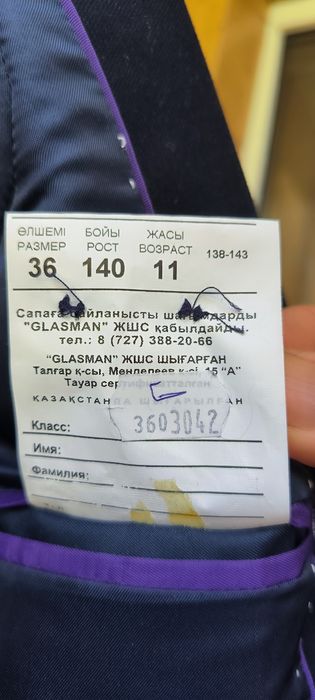 ӨЛШЕМІ БОЙЫ ЖАСЫ
РАЗМЕР РОСТ ВОЗРАСТ 138-143
36 140 11
Сапаға байланысты шағымдарды
"GLASMAN" ЖШС қабылдайды.
тел.: 8 (727) 388-20-66
"GLASMAN" ЖШС ШЫҒАРҒАН
Талғар қ-сы, Менделеев к-сі, 15 "А"
Тауар сертификатталған
ҚАЗАҚСТАНДА ШЫҒАРЫЛҒАН
3603042
Класс:
Имя:
Фамилия: